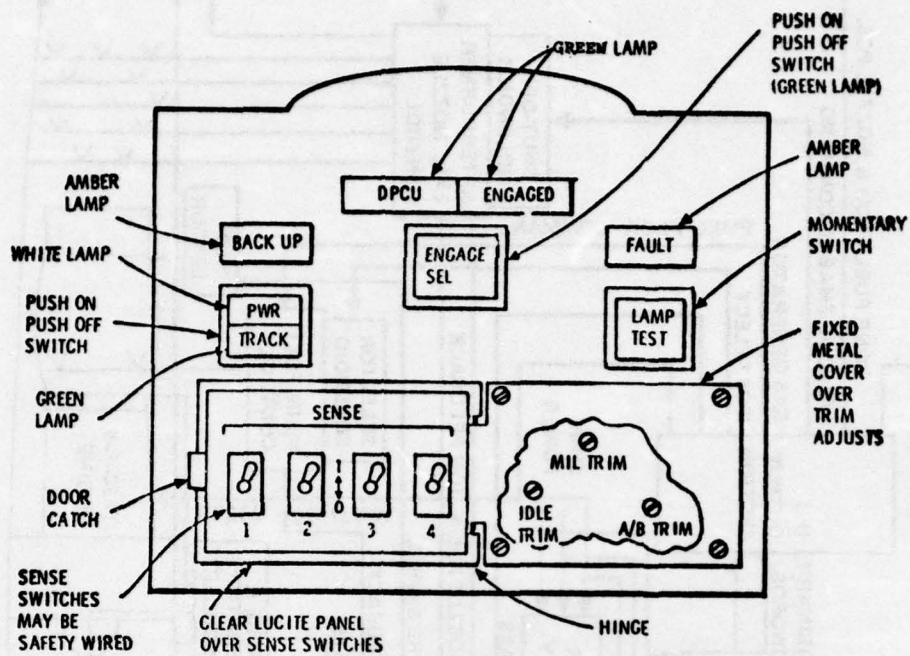 PUSH ON
PUSH OFF
SWITCH
(GREEN LAMP)
GREEN LAMP
AMBER
LAMP
AMBER
LAMP
DPCU
ENGAGED
MOMENTARY
SWITCH
WHITE LAMP
BACK UP
ENGAGE
SEL
FAULT
PUSH ON
PUSH OFF
SWITCH
PWR
TRACK
LAMP
TEST
FIXED
METAL
COVER
OVER
TRIM
ADJUSTS
GREEN
LAMP
SENSE
1
0
1
2
3
4
MIL TRIM
IDLE
TRIM
A/B TRIM
DOOR
CATCH
SENSE
SWITCHES
MAY BE
SAFETY WIRED
CLEAR LUCITE PANEL
OVER SENSE SWITCHES
HINGE